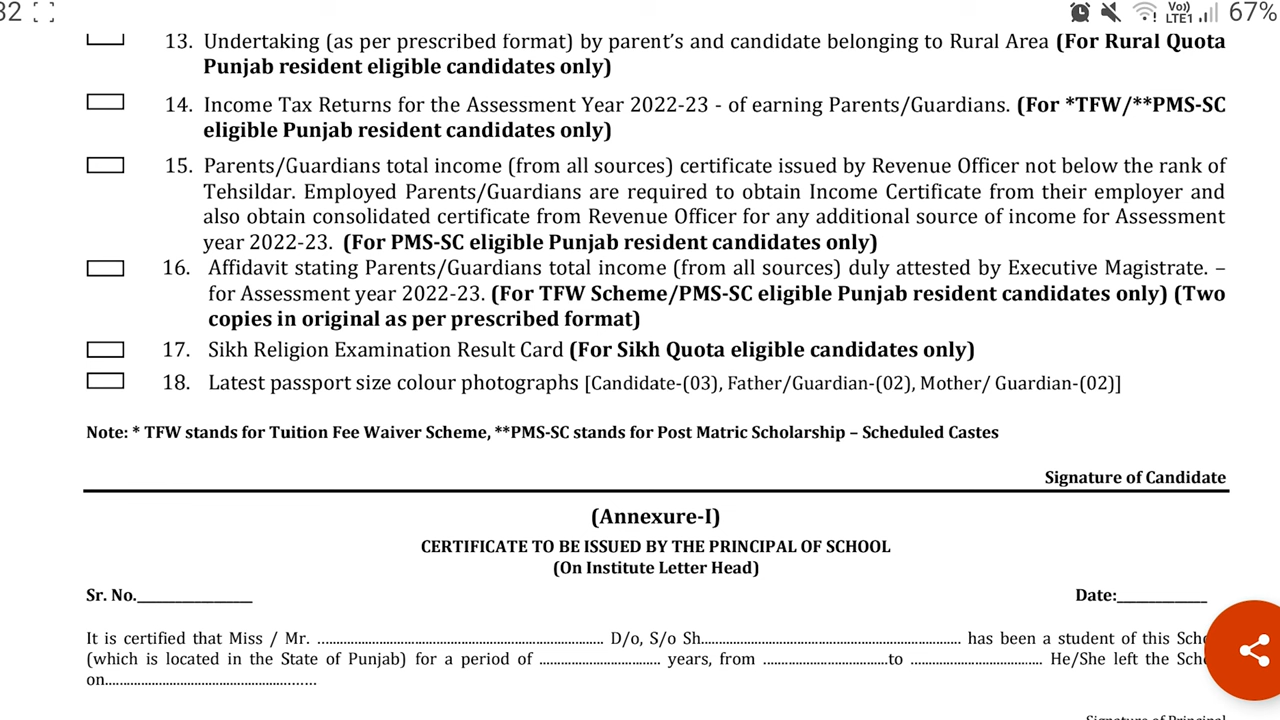 32
Vo)) LTE1 67%
13. Undertaking (as per prescribed format) by parent's and candidate belonging to Rural Area (For Rural Quota
Punjab resident eligible candidates only)
14. Income Tax Returns for the Assessment Year 2022-23 - of earning Parents/Guardians. (For *TFW/**PMS-SC
eligible Punjab resident candidates only)
15. Parents/Guardians total income (from all sources) certificate issued by Revenue Officer not below the rank of
Tehsildar. Employed Parents/Guardians are required to obtain Income Certificate from their employer and
also obtain consolidated certificate from Revenue Officer for any additional source of income for Assessment
year 2022-23. (For PMS-SC eligible Punjab resident candidates only)
16. Affidavit stating Parents/Guardians total income (from all sources) duly attested by Executive Magistrate. –
for Assessment year 2022-23. (For TFW Scheme/PMS-SC eligible Punjab resident candidates only) (Two
copies in original as per prescribed format)
17. Sikh Religion Examination Result Card (For Sikh Quota eligible candidates only)
18. Latest passport size colour photographs [Candidate-(03), Father/Guardian-(02), Mother/ Guardian-(02)]
Note: * TFW stands for Tuition Fee Waiver Scheme, **PMS-SC stands for Post Matric Scholarship – Scheduled Castes
Signature of Candidate
(Annexure-I)
CERTIFICATE TO BE ISSUED BY THE PRINCIPAL OF SCHOOL
(On Institute Letter Head)
Sr. No.______________ Date:___________
It is certified that Miss / Mr. ................................................................ D/o, S/o Sh.......................................................... has been a student of this Scho
(which is located in the State of Punjab) for a period of ........................... years, from ............................to .............................. He/She left the Scho
on.................................................
Signature of Principal